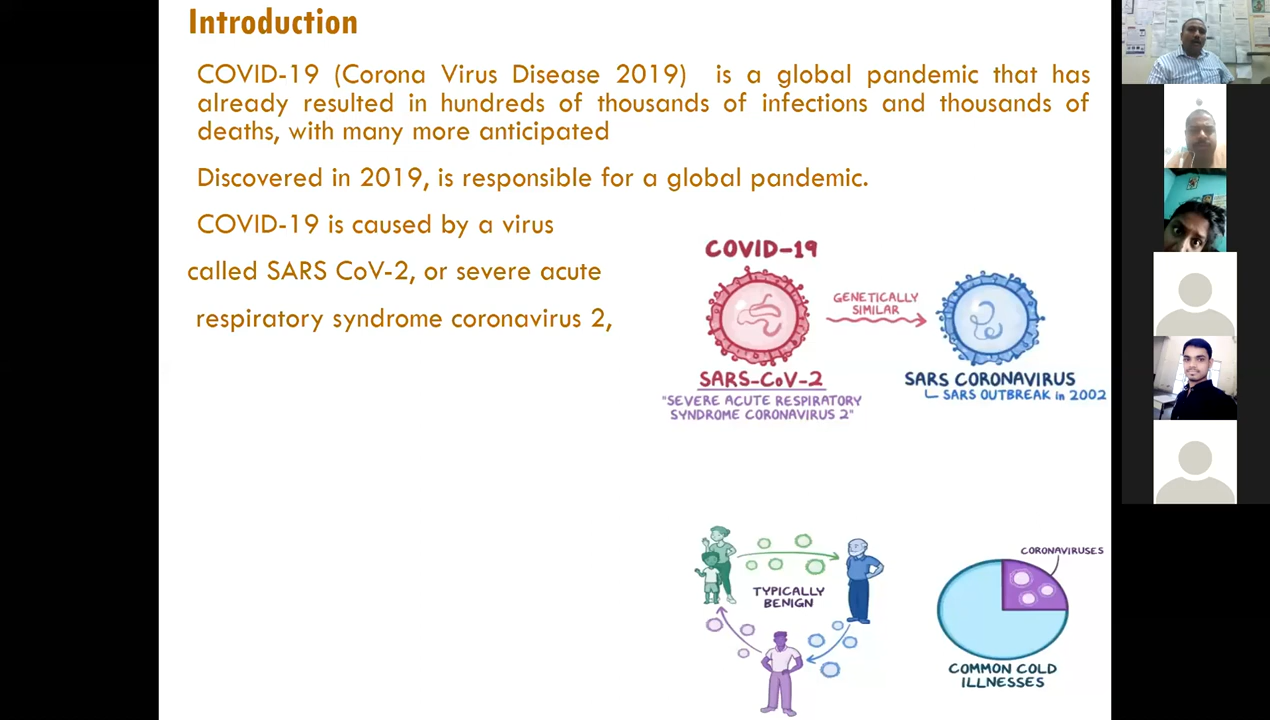 Introduction
COVID-19 (Corona Virus Disease 2019) is a global pandemic that has
already resulted in hundreds of thousands of infections and thousands of
deaths, with many more anticipated
Discovered in 2019, is responsible for a global pandemic.
COVID-19 is caused by a virus
called SARS CoV-2, or severe acute
respiratory syndrome coronavirus 2,
COVID-19
GENETICALLY
SIMILAR
SARS-CoV-2
"SEVERE ACUTE RESPIRATORY
SYNDROME CORONAVIRUS 2"
SARS CORONAVIRUS
SARS OUTBREAK in 2002
TYPICALLY
BENIGN
CORONAVIRUSES
COMMON COLD
ILLNESSES